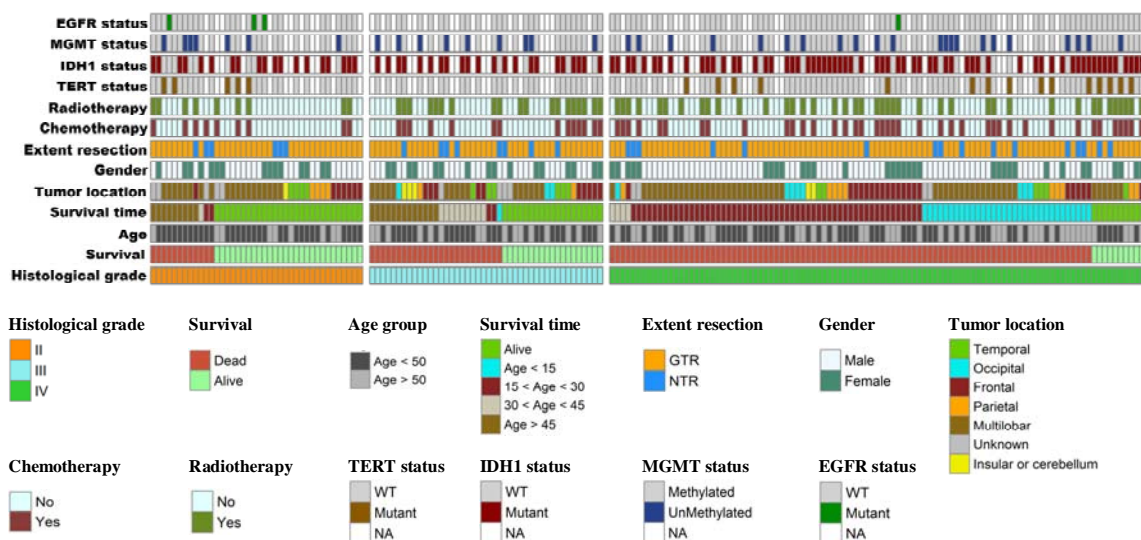 EGFR status
MGMT status
IDH1 status
TERT status
Radiotherapy
Chemotherapy
Extent resection
Gender
Tumor location
Survival time
Age
Survival
Histological grade
Histological grade Survival Age group Survival time Extent resection Gender Tumor location
II
III
IV
Dead
Alive
Age < 50
Age > 50
Alive
Age < 15
15 < Age < 30
30 < Age < 45
Age > 45
GTR
NTR
Male
Female
Temporal
Occipital
Frontal
Parietal
Multilobar
Unknown
Insular or cerebellum
Chemotherapy Radiotherapy TERT status IDH1 status MGMT status EGFR status
No
Yes
No
Yes
WT
Mutant
NA
WT
Mutant
NA
Methylated
UnMethylated
NA
WT
Mutant
NA